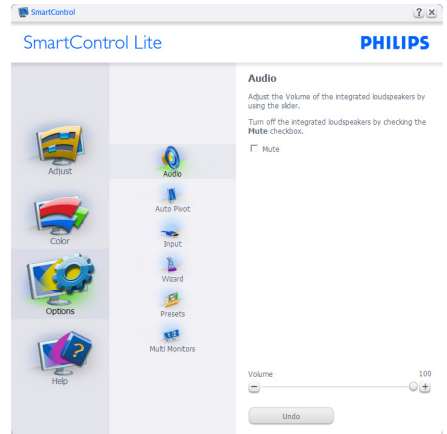 SmartControl
SmartControl Lite
PHILIPS
Adjust
Color
Options
Help
Audio
Auto Pivot
Input
Wizard
Presets
Multi Monitors
Audio
Adjust the Volume of the integrated loudspeakers by
using the slider.
Turn off the integrated loudspeakers by checking the
Mute checkbox.
Mute
Volume 100
Undo